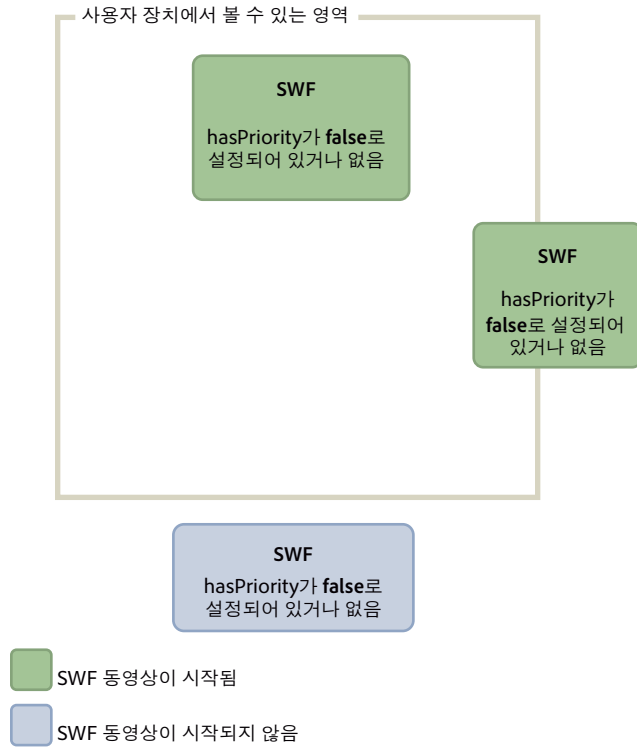 사용자 장치에서 볼 수 있는 영역
SWF
hasPriority가 false로
설정되어 있거나 없음
SWF
hasPriority가
false로 설정되어
있거나 없음
SWF
hasPriority가 false로
설정되어 있거나 없음
SWF 동영상이 시작됨
SWF 동영상이 시작되지 않음